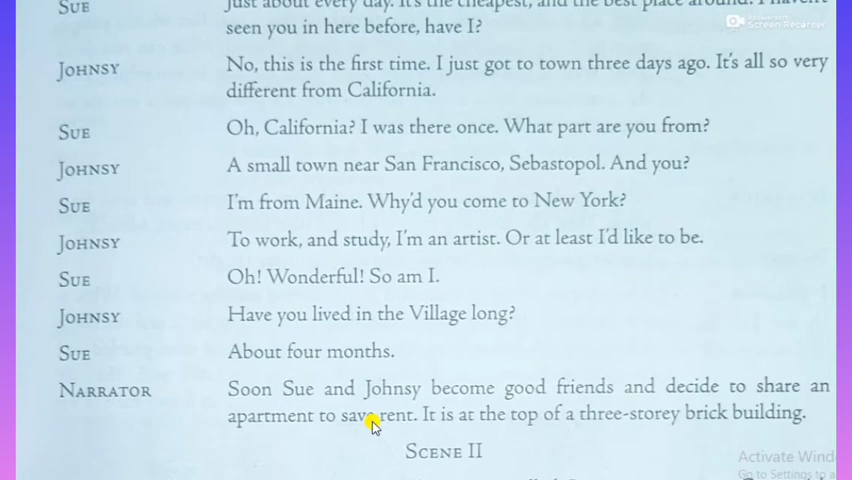 SUE Just about every day. It's the cheapest, and the best place around. I haven't
seen you in here before, have I?
JOHNSY No, this is the first time. I just got to town three days ago. It's all so very
different from California.
SUE Oh, California? I was there once. What part are you from?
JOHNSY A small town near San Francisco, Sebastopol. And you?
SUE I'm from Maine. Why'd you come to New York?
JOHNSY To work, and study, I'm an artist. Or at least I'd like to be.
SUE Oh! Wonderful! So am I.
JOHNSY Have you lived in the Village long?
SUE About four months.
NARRATOR Soon Sue and Johnsy become good friends and decide to share an
apartment to save rent. It is at the top of a three-storey brick building.
SCENE II
Screen Recorder
Activate Wind
Go to Settings to a